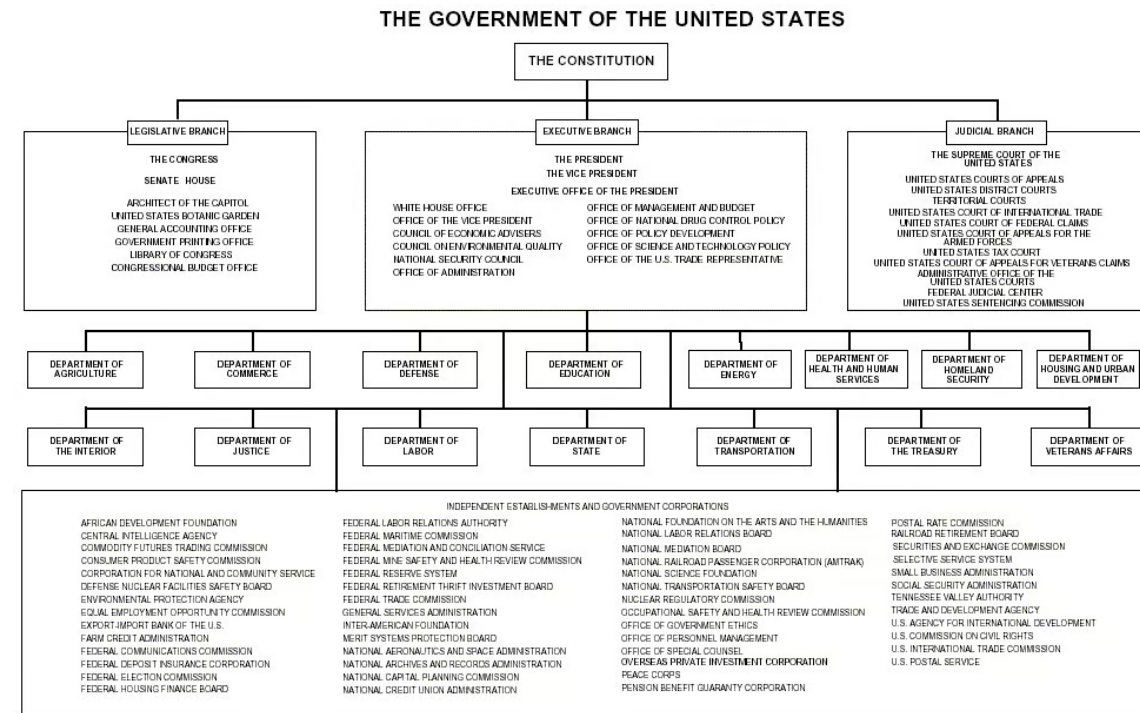 THE GOVERNMENT OF THE UNITED STATES
THE CONSTITUTION
LEGISLATIVE BRANCH
THE CONGRESS
SENATE HOUSE
ARCHITECT OF THE CAPITOL
UNITED STATES BOTANIC GARDEN
GENERAL ACCOUNTING OFFICE
GOVERNMENT PRINTING OFFICE
LIBRARY OF CONGRESS
CONGRESSIONAL BUDGET OFFICE
EXECUTIVE BRANCH
THE PRESIDENT
THE VICE PRESIDENT
EXECUTIVE OFFICE OF THE PRESIDENT
WHITE HOUSE OFFICE
OFFICE OF THE VICE PRESIDENT
COUNCIL OF ECONOMIC ADVISERS
COUNCIL ON ENVIRONMENTAL QUALITY
NATIONAL SECURITY COUNCIL
OFFICE OF ADMINISTRATION
OFFICE OF MANAGEMENT AND BUDGET
OFFICE OF NATIONAL DRUG CONTROL POLICY
OFFICE OF POLICY DEVELOPMENT
OFFICE OF SCIENCE AND TECHNOLOGY POLICY
OFFICE OF THE U.S. TRADE REPRESENTATIVE
JUDICIAL BRANCH
THE SUPREME COURT OF THE
UNITED STATES
UNITED STATES COURTS OF APPEALS
UNITED STATES DISTRICT COURTS
TERRITORIAL COURTS
UNITED STATES COURT OF INTERNATIONAL TRADE
UNITED STATES COURT OF FEDERAL CLAIMS
UNITED STATES COURT OF APPEALS FOR THE
ARMED FORCES
UNITED STATES TAX COURT
UNITED STATES COURT OF APPEALS FOR VETERANS CLAIMS
ADMINISTRATIVE OFFICE OF THE
UNITED STATES COURTS
FEDERAL JUDICIAL CENTER
UNITED STATES SENTENCING COMMISSION
DEPARTMENT OF
AGRICULTURE
DEPARTMENT OF
COMMERCE
DEPARTMENT OF
DEFENSE
DEPARTMENT OF
EDUCATION
DEPARTMENT OF
ENERGY
DEPARTMENT OF
HEALTH AND HUMAN
SERVICES
DEPARTMENT OF
HOMELAND
SECURITY
DEPARTMENT OF
HOUSING AND URBAN
DEVELOPMENT
DEPARTMENT OF
THE INTERIOR
DEPARTMENT OF
JUSTICE
DEPARTMENT OF
LABOR
DEPARTMENT OF
STATE
DEPARTMENT OF
TRANSPORTATION
DEPARTMENT OF
THE TREASURY
DEPARTMENT OF
VETERANS AFFAIRS
INDEPENDENT ESTABLISHMENTS AND GOVERNMENT CORPORATIONS
AFRICAN DEVELOPMENT FOUNDATION
CENTRAL INTELLIGENCE AGENCY
COMMODITY FUTURES TRADING COMMISSION
CONSUMER PRODUCT SAFETY COMMISSION
CORPORATION FOR NATIONAL AND COMMUNITY SERVICE
DEFENSE NUCLEAR FACILITIES SAFETY BOARD
ENVIRONMENTAL PROTECTION AGENCY
EQUAL EMPLOYMENT OPPORTUNITY COMMISSION
EXPORT-IMPORT BANK OF THE U.S.
FARM CREDIT ADMINISTRATION
FEDERAL COMMUNICATIONS COMMISSION
FEDERAL DEPOSIT INSURANCE CORPORATION
FEDERAL ELECTION COMMISSION
FEDERAL HOUSING FINANCE BOARD
FEDERAL LABOR RELATIONS AUTHORITY
FEDERAL MARITIME COMMISSION
FEDERAL MEDIATION AND CONCILIATION SERVICE
FEDERAL MINE SAFETY AND HEALTH REVIEW COMMISSION
FEDERAL RESERVE SYSTEM
FEDERAL RETIREMENT THRIFT INVESTMENT BOARD
FEDERAL TRADE COMMISSION
GENERAL SERVICES ADMINISTRATION
INTER-AMERICAN FOUNDATION
MERIT SYSTEMS PROTECTION BOARD
NATIONAL AERONAUTICS AND SPACE ADMINISTRATION
NATIONAL ARCHIVES AND RECORDS ADMINISTRATION
NATIONAL CAPITAL PLANNING COMMISSION
NATIONAL CREDIT UNION ADMINISTRATION
NATIONAL FOUNDATION ON THE ARTS AND THE HUMANITIES
NATIONAL LABOR RELATIONS BOARD
NATIONAL MEDIATION BOARD
NATIONAL RAILROAD PASSENGER CORPORATION (AMTRAK)
NATIONAL SCIENCE FOUNDATION
NATIONAL TRANSPORTATION SAFETY BOARD
NUCLEAR REGULATORY COMMISSION
OCCUPATIONAL SAFETY AND HEALTH REVIEW COMMISSION
OFFICE OF GOVERNMENT ETHICS
OFFICE OF PERSONNEL MANAGEMENT
OFFICE OF SPECIAL COUNSEL
OVERSEAS PRIVATE INVESTMENT CORPORATION
PEACE CORPS
PENSION BENEFIT GUARANTY CORPORATION
POSTAL RATE COMMISSION
RAILROAD RETIREMENT BOARD
SECURITIES AND EXCHANGE COMMISSION
SELECTIVE SERVICE SYSTEM
SMALL BUSINESS ADMINISTRATION
SOCIAL SECURITY ADMINISTRATION
TENNESSEE VALLEY AUTHORITY
TRADE AND DEVELOPMENT AGENCY
U.S. AGENCY FOR INTERNATIONAL DEVELOPMENT
U.S. COMMISSION ON CIVIL RIGHTS
U.S. INTERNATIONAL TRADE COMMISSION
U.S. POSTAL SERVICE